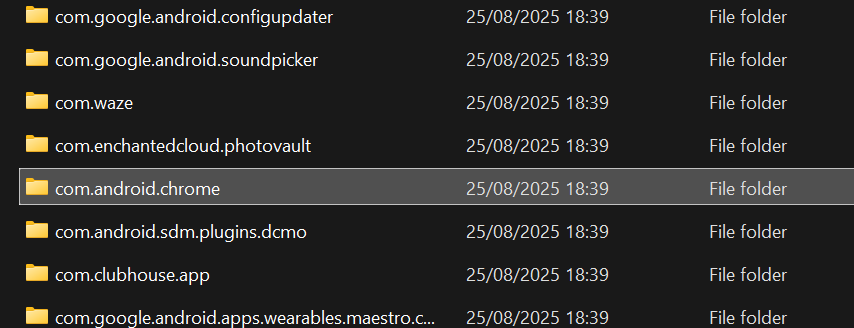 com.google.android.configupdater 25/08/2025 18:39 File folder
com.google.android.soundpicker 25/08/2025 18:39 File folder
com.waze 25/08/2025 18:39 File folder
com.enchantedcloud.photovault 25/08/2025 18:39 File folder
com.android.chrome 25/08/2025 18:39 File folder
com.android.sdm.plugins.dcmo 25/08/2025 18:39 File folder
com.clubhouse.app 25/08/2025 18:39 File folder
com.google.android.apps.wearables.maestro.c... 25/08/2025 18:39 File folder